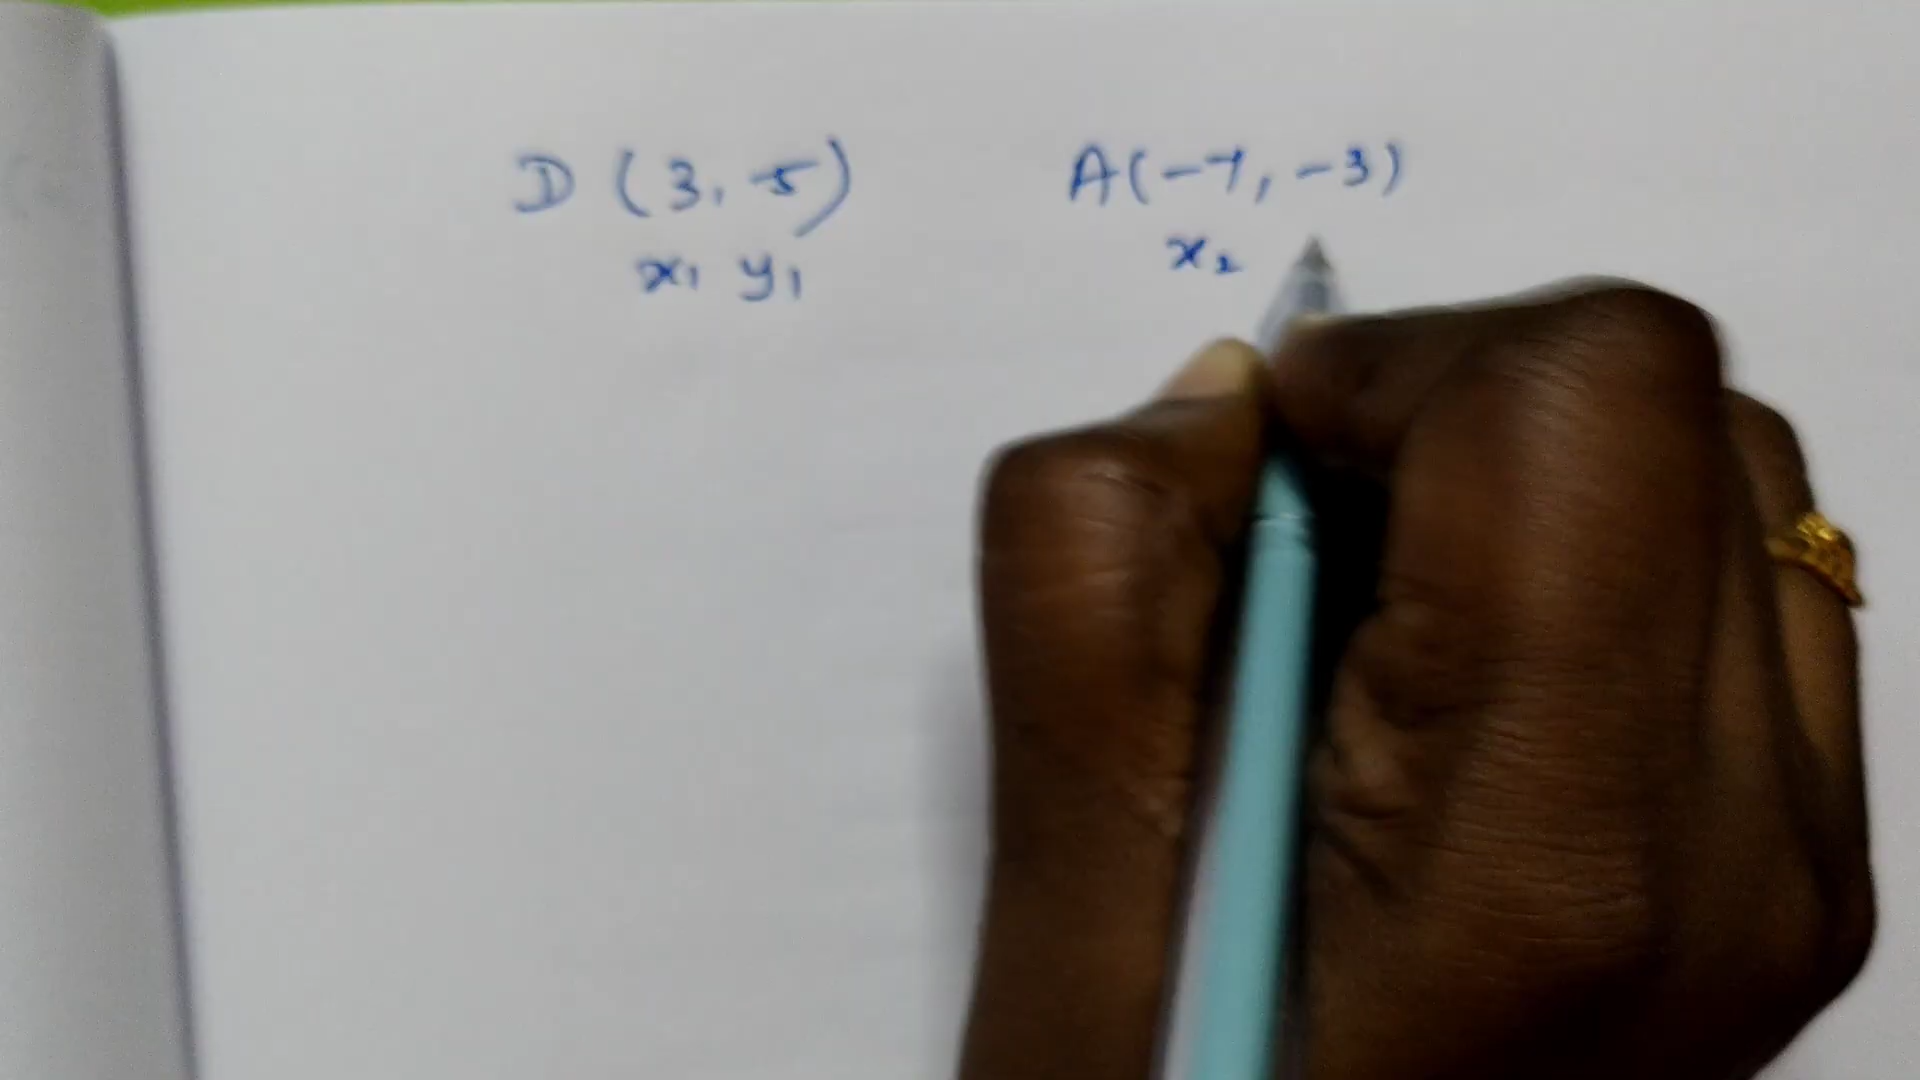 D (3, 5) A(-7, -3)
x₁ y₁ x₂